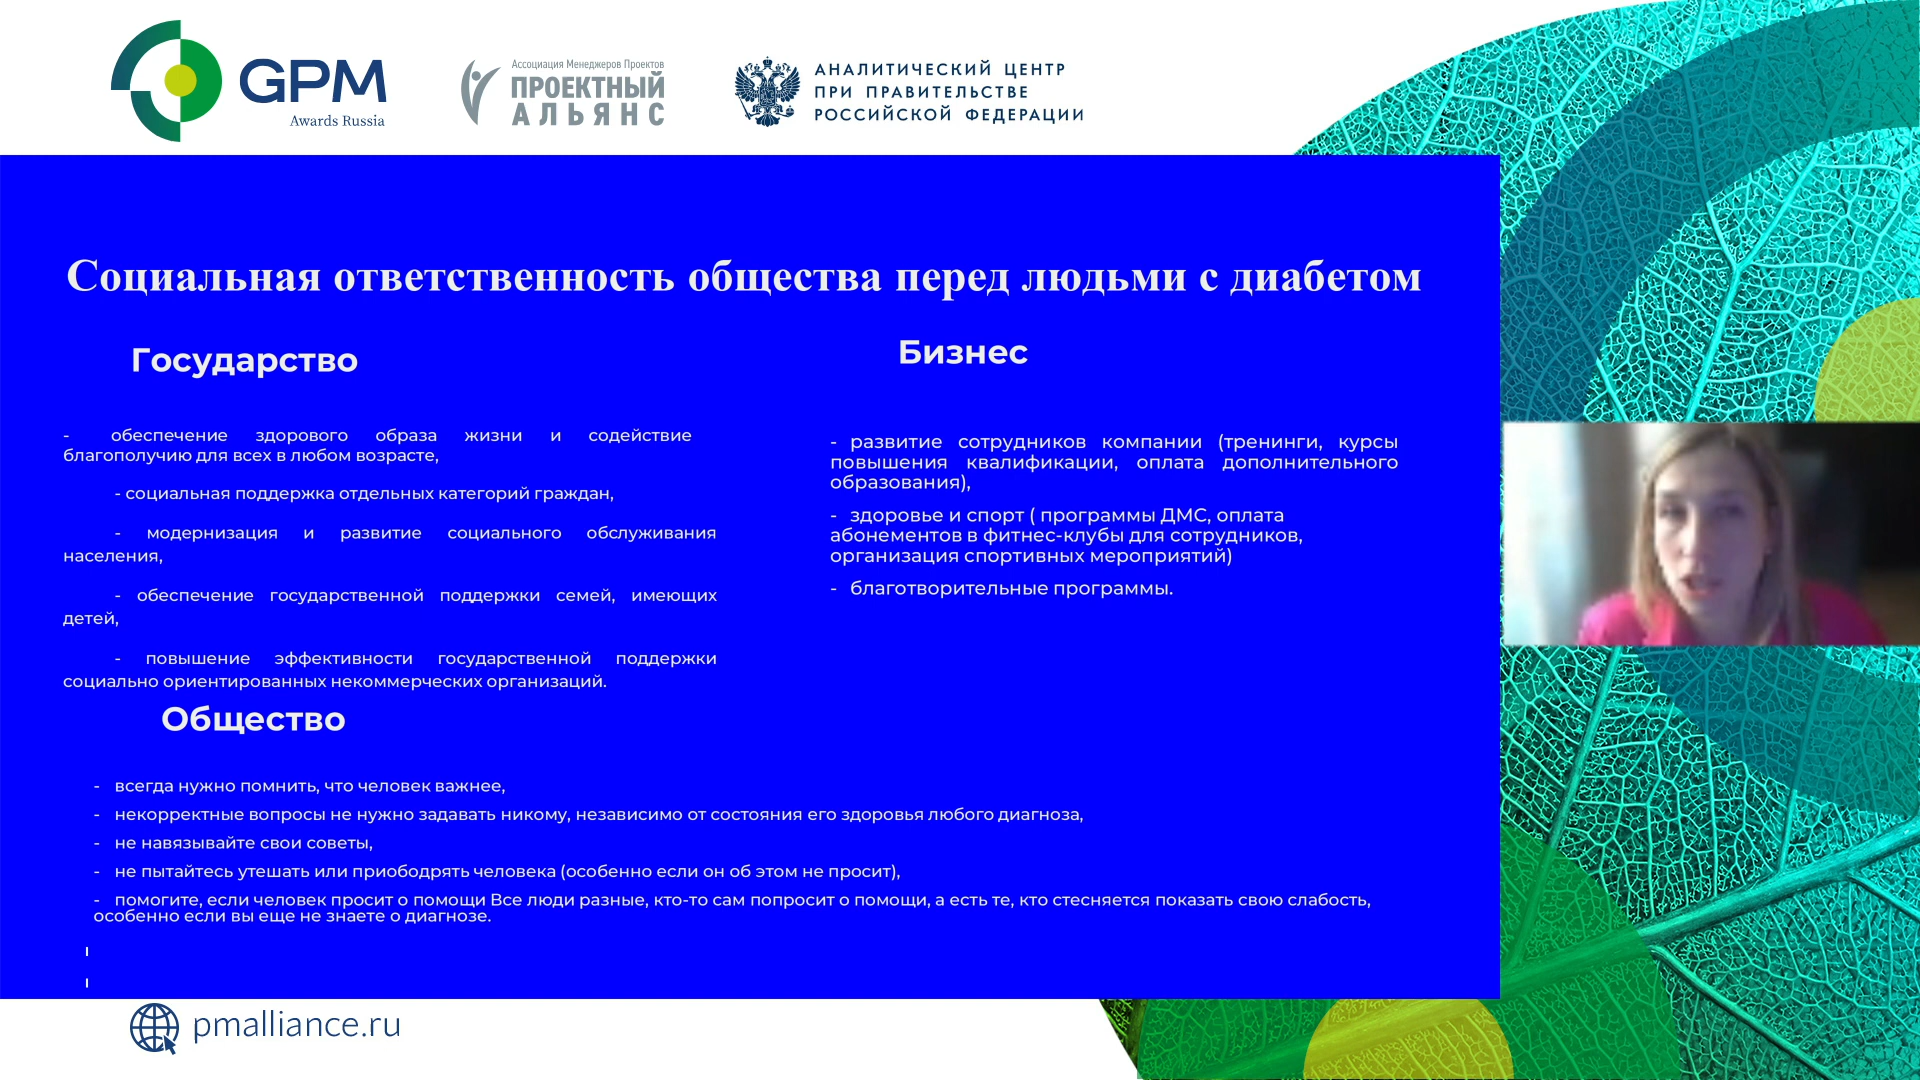 GPM
Awards Russia
Ассоциация Менеджеров Проектов
ПРОЕКТНЫЙ
АЛЬЯНС
АНАЛИТИЧЕСКИЙ ЦЕНТР
ПРИ ПРАВИТЕЛЬСТВЕ
РОССИЙСКОЙ ФЕДЕРАЦИИ
Социальная ответственность общества перед людьми с диабетом
Государство
- обеспечение здорового образа жизни и содействие
благополучию для всех в любом возрасте,
- социальная поддержка отдельных категорий граждан,
- модернизация и развитие социального обслуживания
населения,
- обеспечение государственной поддержки семей, имеющих
детей,
- повышение эффективности государственной поддержки
социально ориентированных некоммерческих организаций.
Бизнес
- развитие сотрудников компании (тренинги, курсы
повышения квалификации, оплата дополнительного
образования),
- здоровье и спорт ( программы ДМС, оплата
абонементов в фитнес-клубы для сотрудников,
организация спортивных мероприятий)
- благотворительные программы.
Общество
- всегда нужно помнить, что человек важнее,
- некорректные вопросы не нужно задавать никому, независимо от состояния его здоровья любого диагноза,
- не навязывайте свои советы,
- не пытайтесь утешать или приободрять человека (особенно если он об этом не просит),
- помогите, если человек просит о помощи Все люди разные, кто-то сам попросит о помощи, а есть те, кто стесняется показать свою слабость,
особенно если вы еще не знаете о диагнозе.
pmalliance.ru